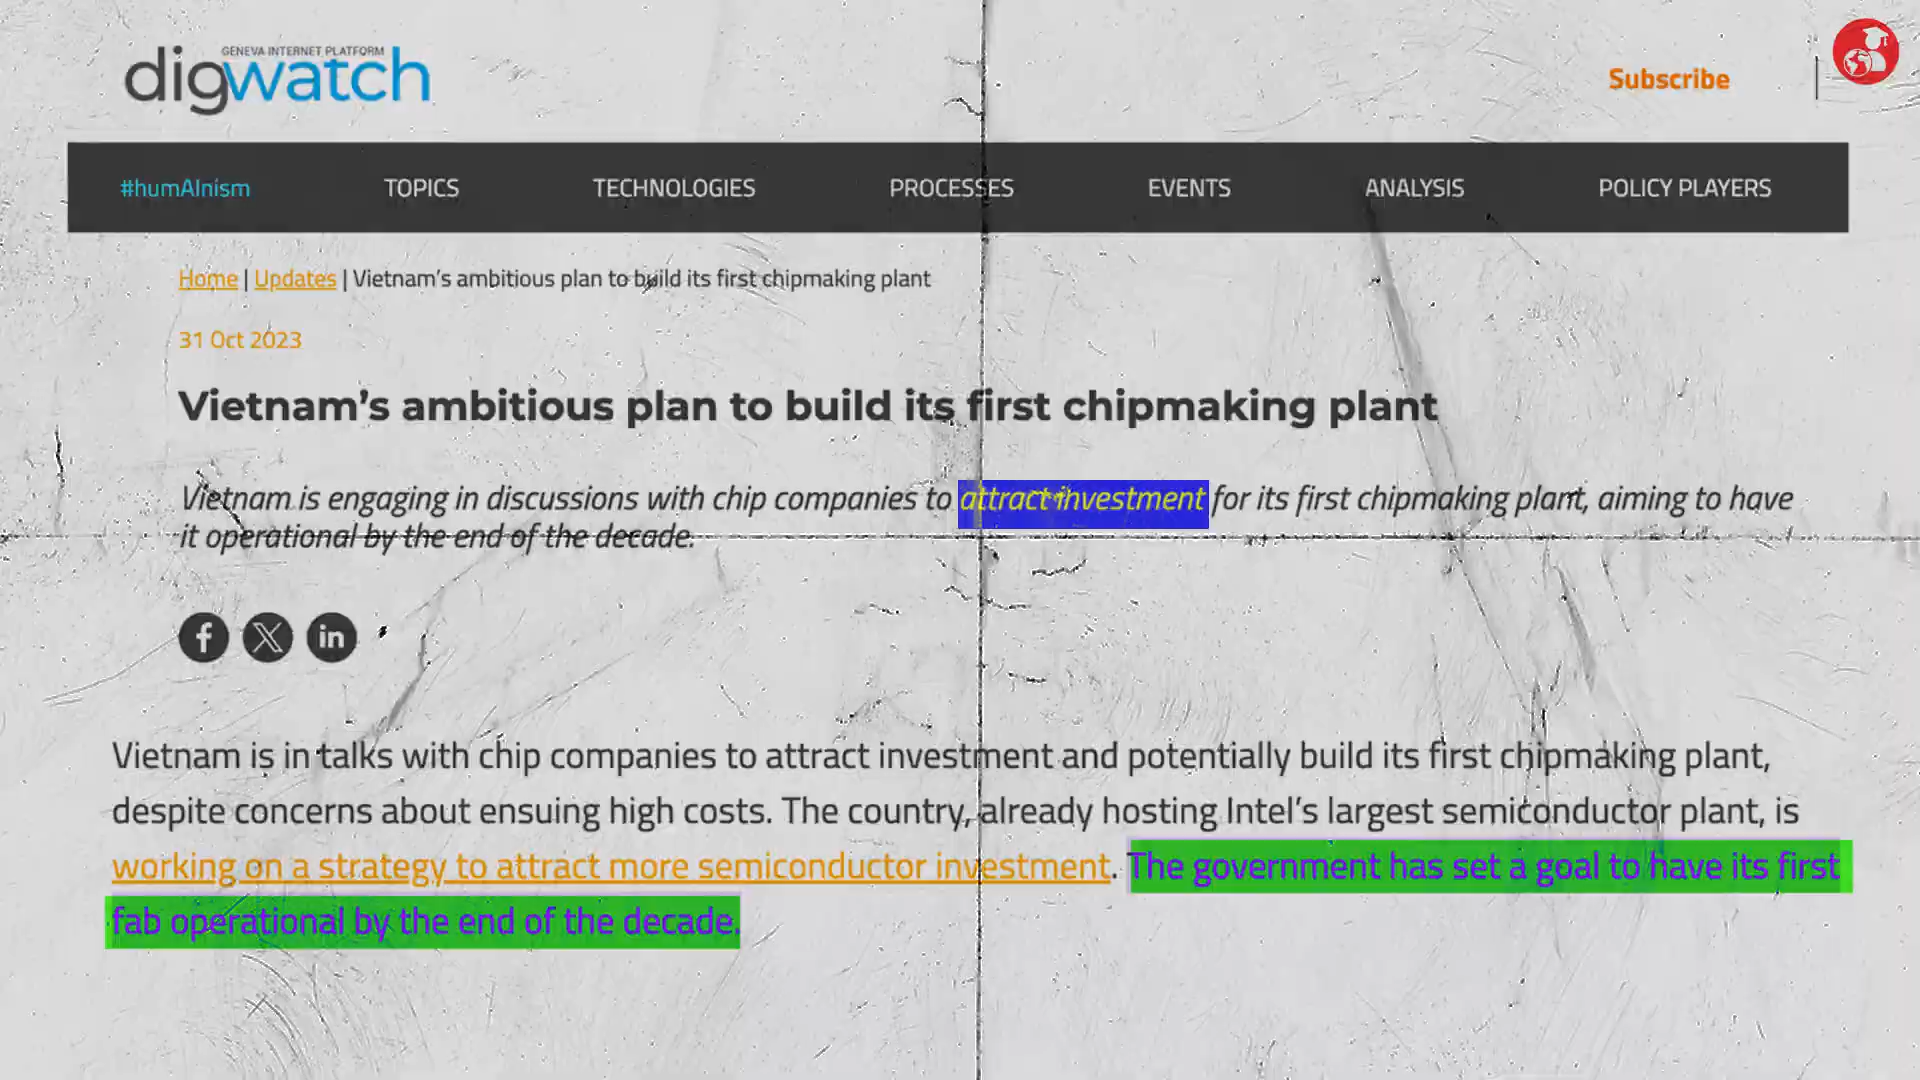 GENEVA INTERNET PLATFORM
digwatch
Subscribe
#humAInism TOPICS TECHNOLOGIES PROCESSES EVENTS ANALYSIS POLICY PLAYERS
Home | Updates | Vietnam’s ambitious plan to build its first chipmaking plant
31 Oct 2023
Vietnam’s ambitious plan to build its first chipmaking plant
Vietnam is engaging in discussions with chip companies to attract investment for its first chipmaking plant, aiming to have
it operational by the end of the decade.
Vietnam is in talks with chip companies to attract investment and potentially build its first chipmaking plant,
despite concerns about ensuing high costs. The country, already hosting Intel’s largest semiconductor plant, is
working on a strategy to attract more semiconductor investment. The government has set a goal to have its first
fab operational by the end of the decade.